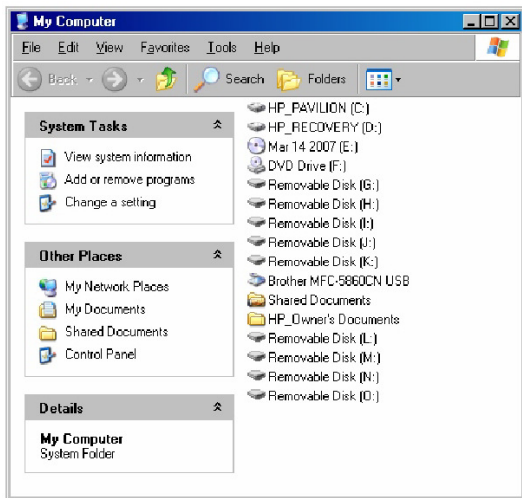 My Computer
File Edit View Favorites Tools Help
Back Search Folders
System Tasks
View system information
Add or remove programs
Change a setting
Other Places
My Network Places
My Documents
Shared Documents
Control Panel
Details
My Computer
System Folder
HP_PAVILION (C:)
HP_RECOVERY (D:)
Mar 14 2007 (E:)
DVD Drive (F:)
Removable Disk (G:)
Removable Disk (H:)
Removable Disk (I:)
Removable Disk (J:)
Removable Disk (K:)
Brother MFC-5860CN USB
Shared Documents
HP_Owner's Documents
Removable Disk (L:)
Removable Disk (M:)
Removable Disk (N:)
Removable Disk (O:)